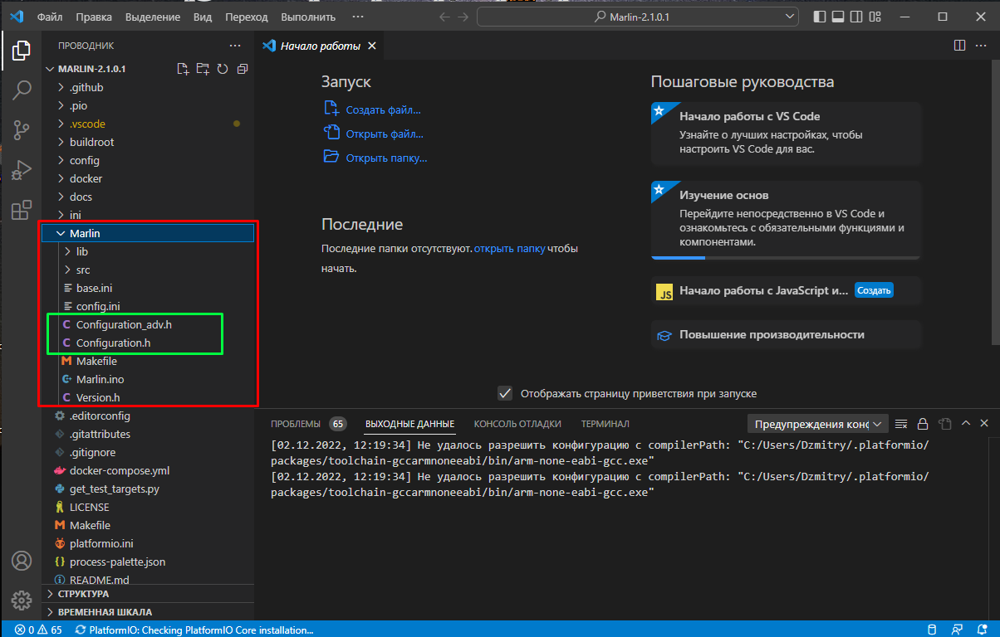 Файл Правка Выделение Вид Переход Выполнить ··· Marlin-2.1.0.1
ПРОВОДНИК ···
MARLIN-2.1.0.1
.github
.pio
.vscode
buildroot
config
docker
docs
ini
Marlin
lib
src
base.ini
config.ini
C Configuration_adv.h
C Configuration.h
M Makefile
Marlin.ino
C Version.h
.editorconfig
.gitattributes
.gitignore
docker-compose.yml
get_test_targets.py
LICENSE
M Makefile
platformio.ini
{} process-palette.json
README.md
СТРУКТУРА
ВРЕМЕННАЯ ШКАЛА
Начало работы
Запуск
Создать файл...
Открыть файл...
Открыть папку...
Последние
Последние папки отсутствуют. открыть папку чтобы
начать.
Пошаговые руководства
Начало работы с VS Code
Узнайте о лучших настройках, чтобы
настроить VS Code для вас.
Изучение основ
Перейдите непосредственно в VS Code и
ознакомьтесь с обязательными функциями и
компонентами.
JS Начало работы с JavaScript и... Создать
Повышение производительности
Отображать страницу приветствия при запуске
ПРОБЛЕМЫ 65 ВЫХОДНЫЕ ДАННЫЕ КОНСОЛЬ ОТЛАДКИ ТЕРМИНАЛ Предупреждения конф
[02.12.2022, 12:19:34] Не удалось разрешить конфигурацию с compilerPath: "C:/Users/Dzmitry/.platformio/
packages/toolchain-gccarmnoneeabi/bin/arm-none-eabi-gcc.exe"
[02.12.2022, 12:19:34] Не удалось разрешить конфигурацию с compilerPath: "C:/Users/Dzmitry/.platformio/
packages/toolchain-gccarmnoneeabi/bin/arm-none-eabi-gcc.exe"
0 65 PlatformIO: Checking PlatformIO Core installation...